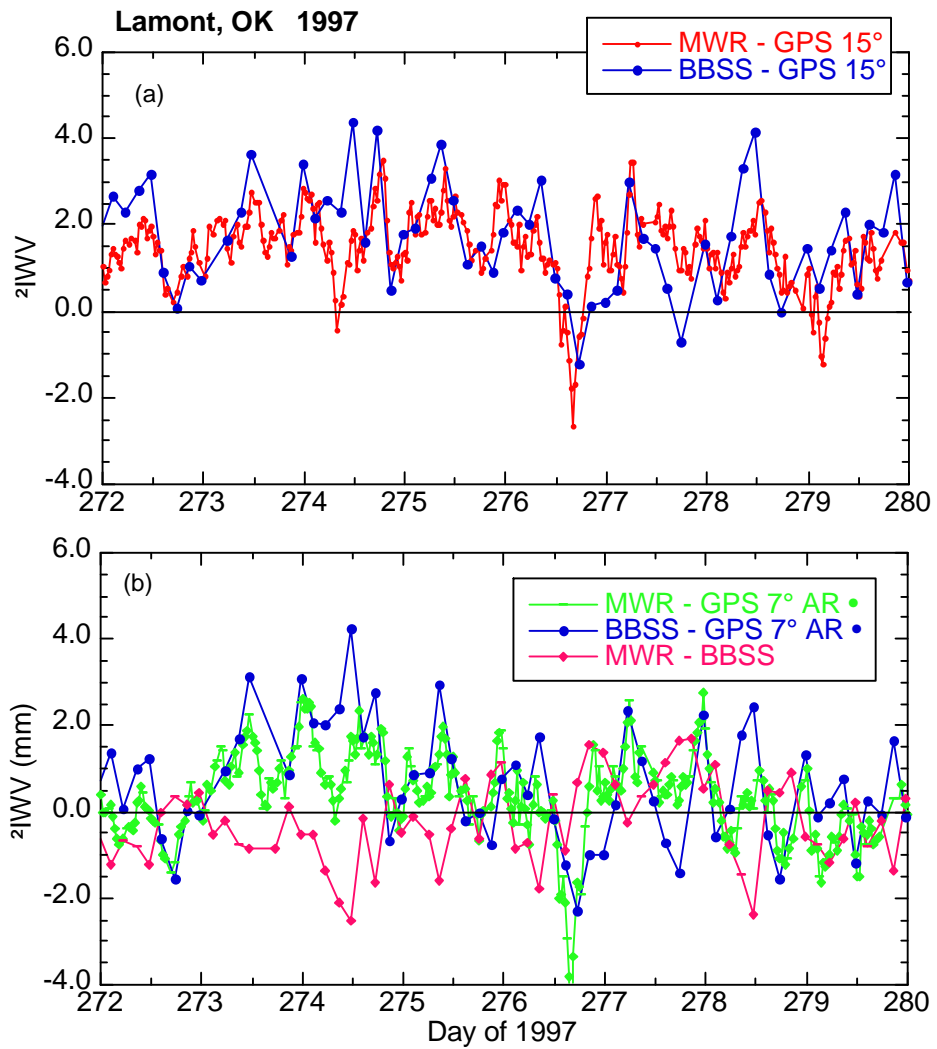 Lamont, OK 1997
MWR - GPS 15°
BBSS - GPS 15°
(a)
6.0
4.0
2.0
0.0
-2.0
-4.0
²IWV
272 273 274 275 276 277 278 279 280
(b)
MWR - GPS 7° AR •
BBSS - GPS 7° AR •
MWR - BBSS
6.0
4.0
2.0
0.0
-2.0
-4.0
²IWV (mm)
272 273 274 275 276 277 278 279 280
Day of 1997